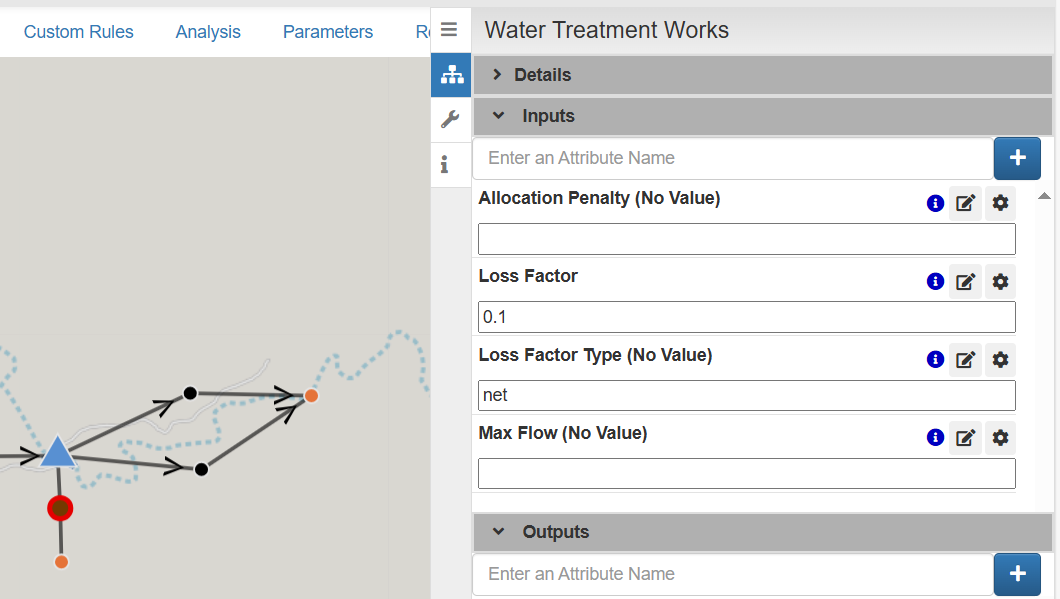 Custom Rules Analysis Parameters
Water Treatment Works
Details
Inputs
Enter an Attribute Name
Allocation Penalty (No Value)
Loss Factor
0.1
Loss Factor Type (No Value)
net
Max Flow (No Value)
Outputs
Enter an Attribute Name